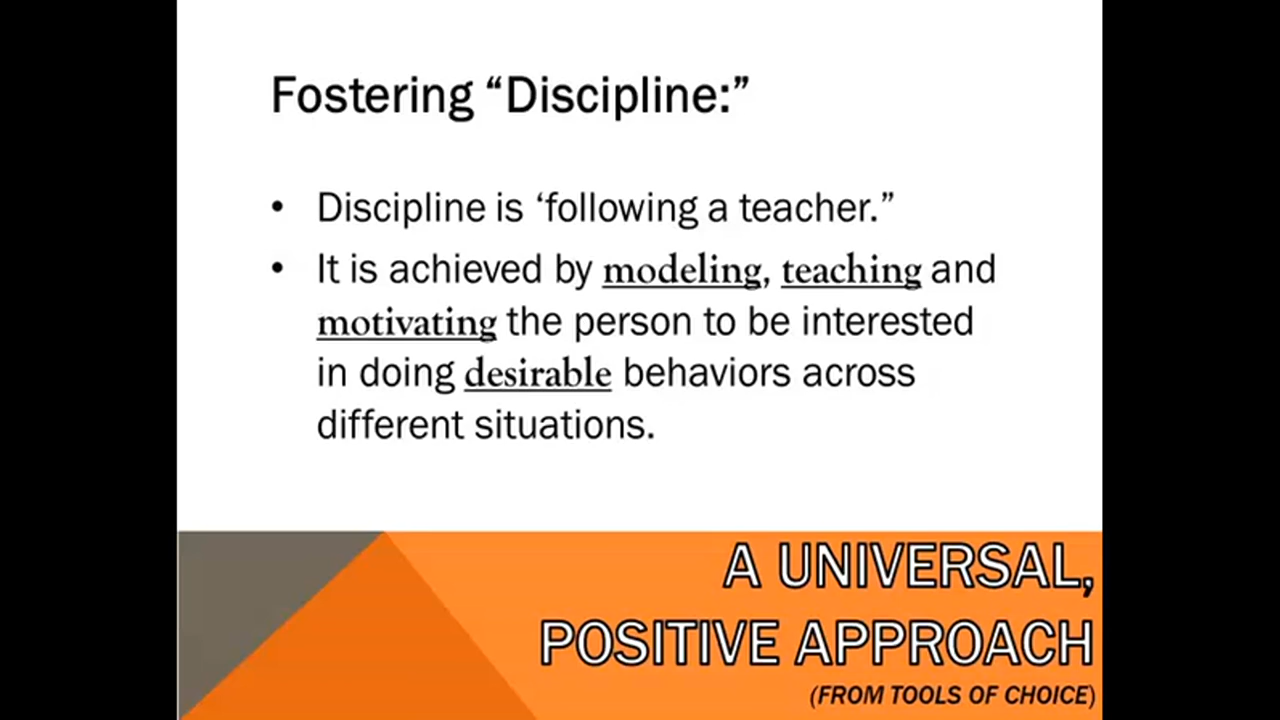 Fostering “Discipline:”
• Discipline is ‘following a teacher.”
• It is achieved by modeling, teaching and
motivating the person to be interested
in doing desirable behaviors across
different situations.
A UNIVERSAL,
POSITIVE APPROACH
(FROM TOOLS OF CHOICE)